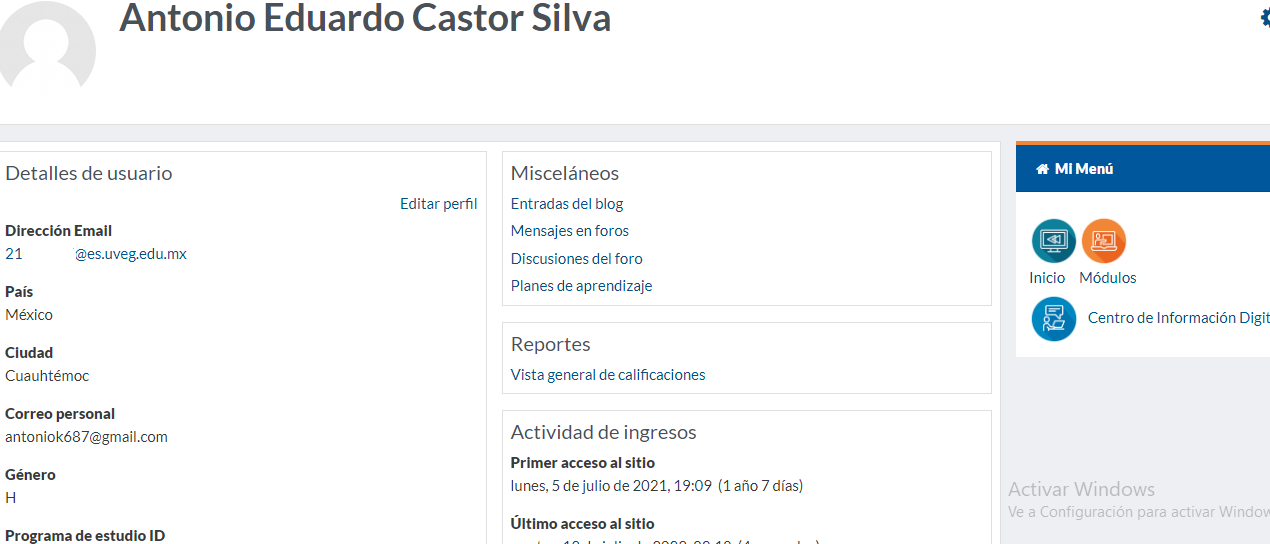 Antonio Eduardo Castor Silva
Detalles de usuario
Editar perfil
Dirección Email
21 @es.uveg.edu.mx
País
México
Ciudad
Cuauhtémoc
Correo personal
antoniok687@gmail.com
Género
H
Programa de estudio ID
Misceláneos
Entradas del blog
Mensajes en foros
Discusiones del foro
Planes de aprendizaje
Reportes
Vista general de calificaciones
Actividad de ingresos
Primer acceso al sitio
lunes, 5 de julio de 2021, 19:09 (1 año 7 días)
Último acceso al sitio
Mi Menú
Inicio Módulos
Centro de Información Digit
Activar Windows
Ve a Configuración para activar Window